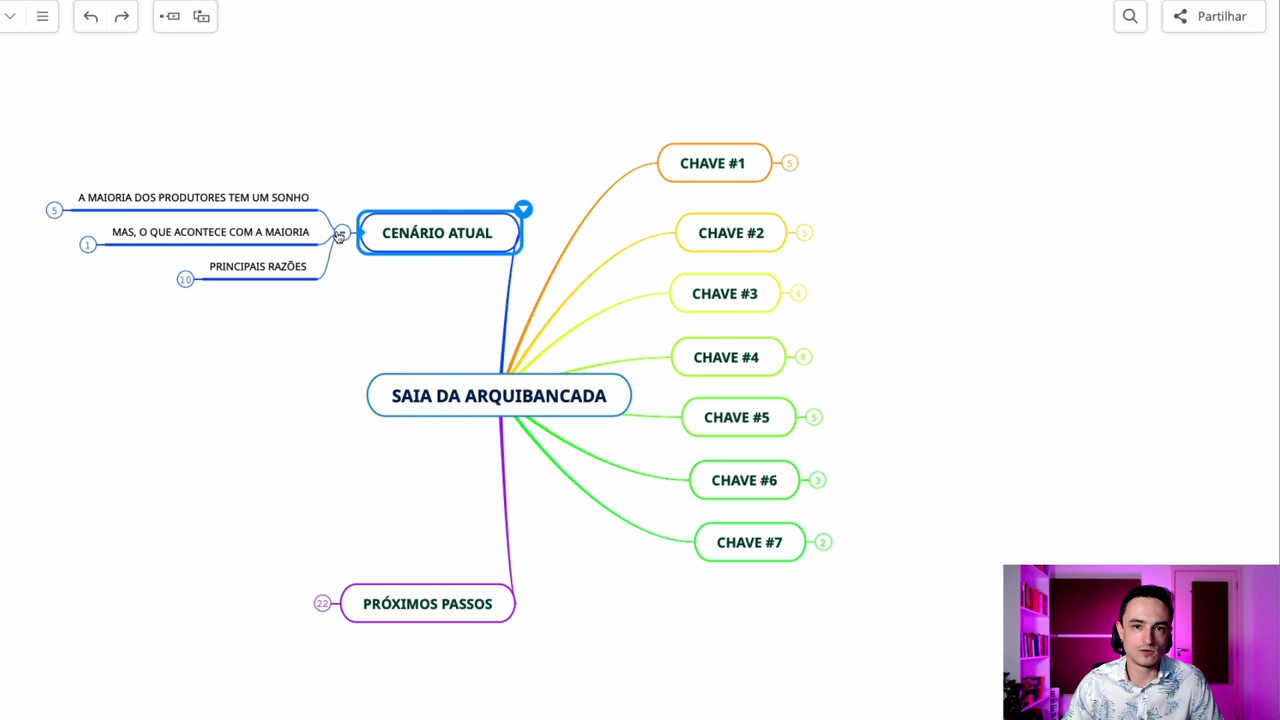 Partilhar
A MAIORIA DOS PRODUTORES TEM UM SONHO
5
MAS, O QUE ACONTECE COM A MAIORIA
1
PRINCIPAIS RAZÕES
10
CENÁRIO ATUAL
SAIA DA ARQUIBANCADA
PRÓXIMOS PASSOS
22
CHAVE #1
5
CHAVE #2
5
CHAVE #3
4
CHAVE #4
8
CHAVE #5
5
CHAVE #6
3
CHAVE #7
2